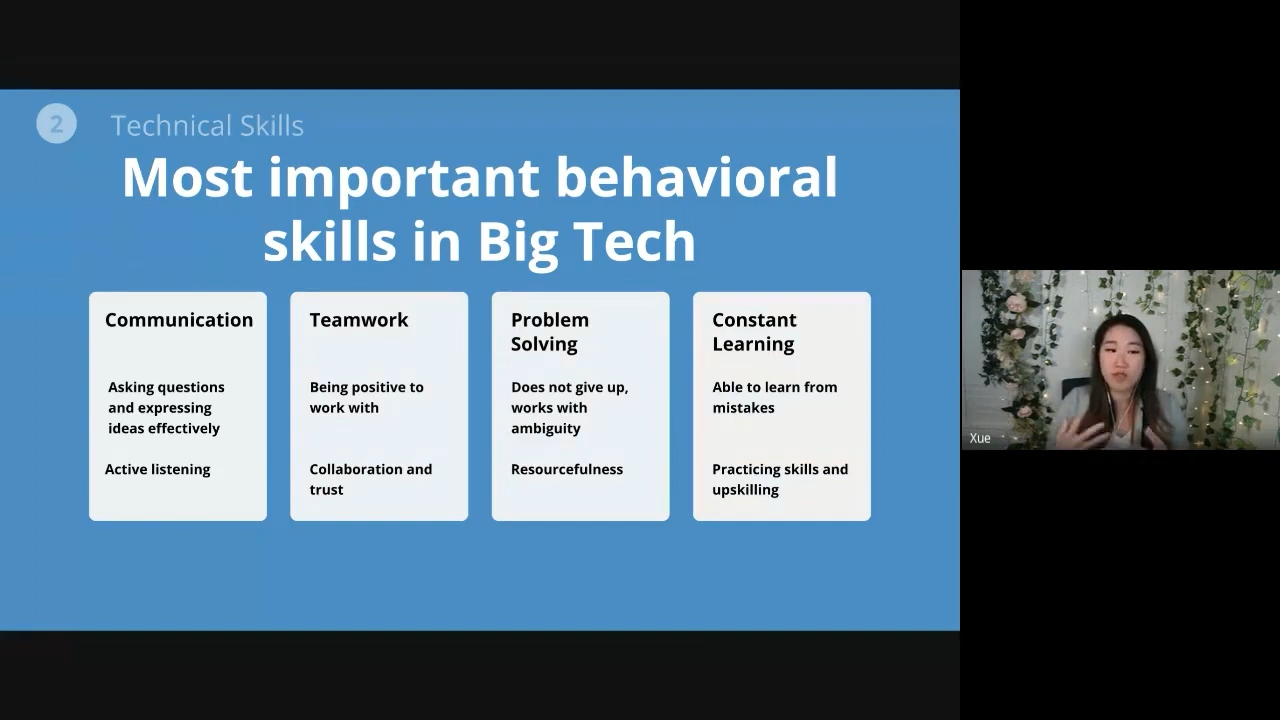 2
Technical Skills
Most important behavioral
skills in Big Tech
Communication
Asking questions
and expressing
ideas effectively
Active listening
Teamwork
Being positive to
work with
Collaboration and
trust
Problem
Solving
Does not give up,
works with
ambiguity
Resourcefulness
Constant
Learning
Able to learn from
mistakes
Practicing skills and
upskilling
Xue